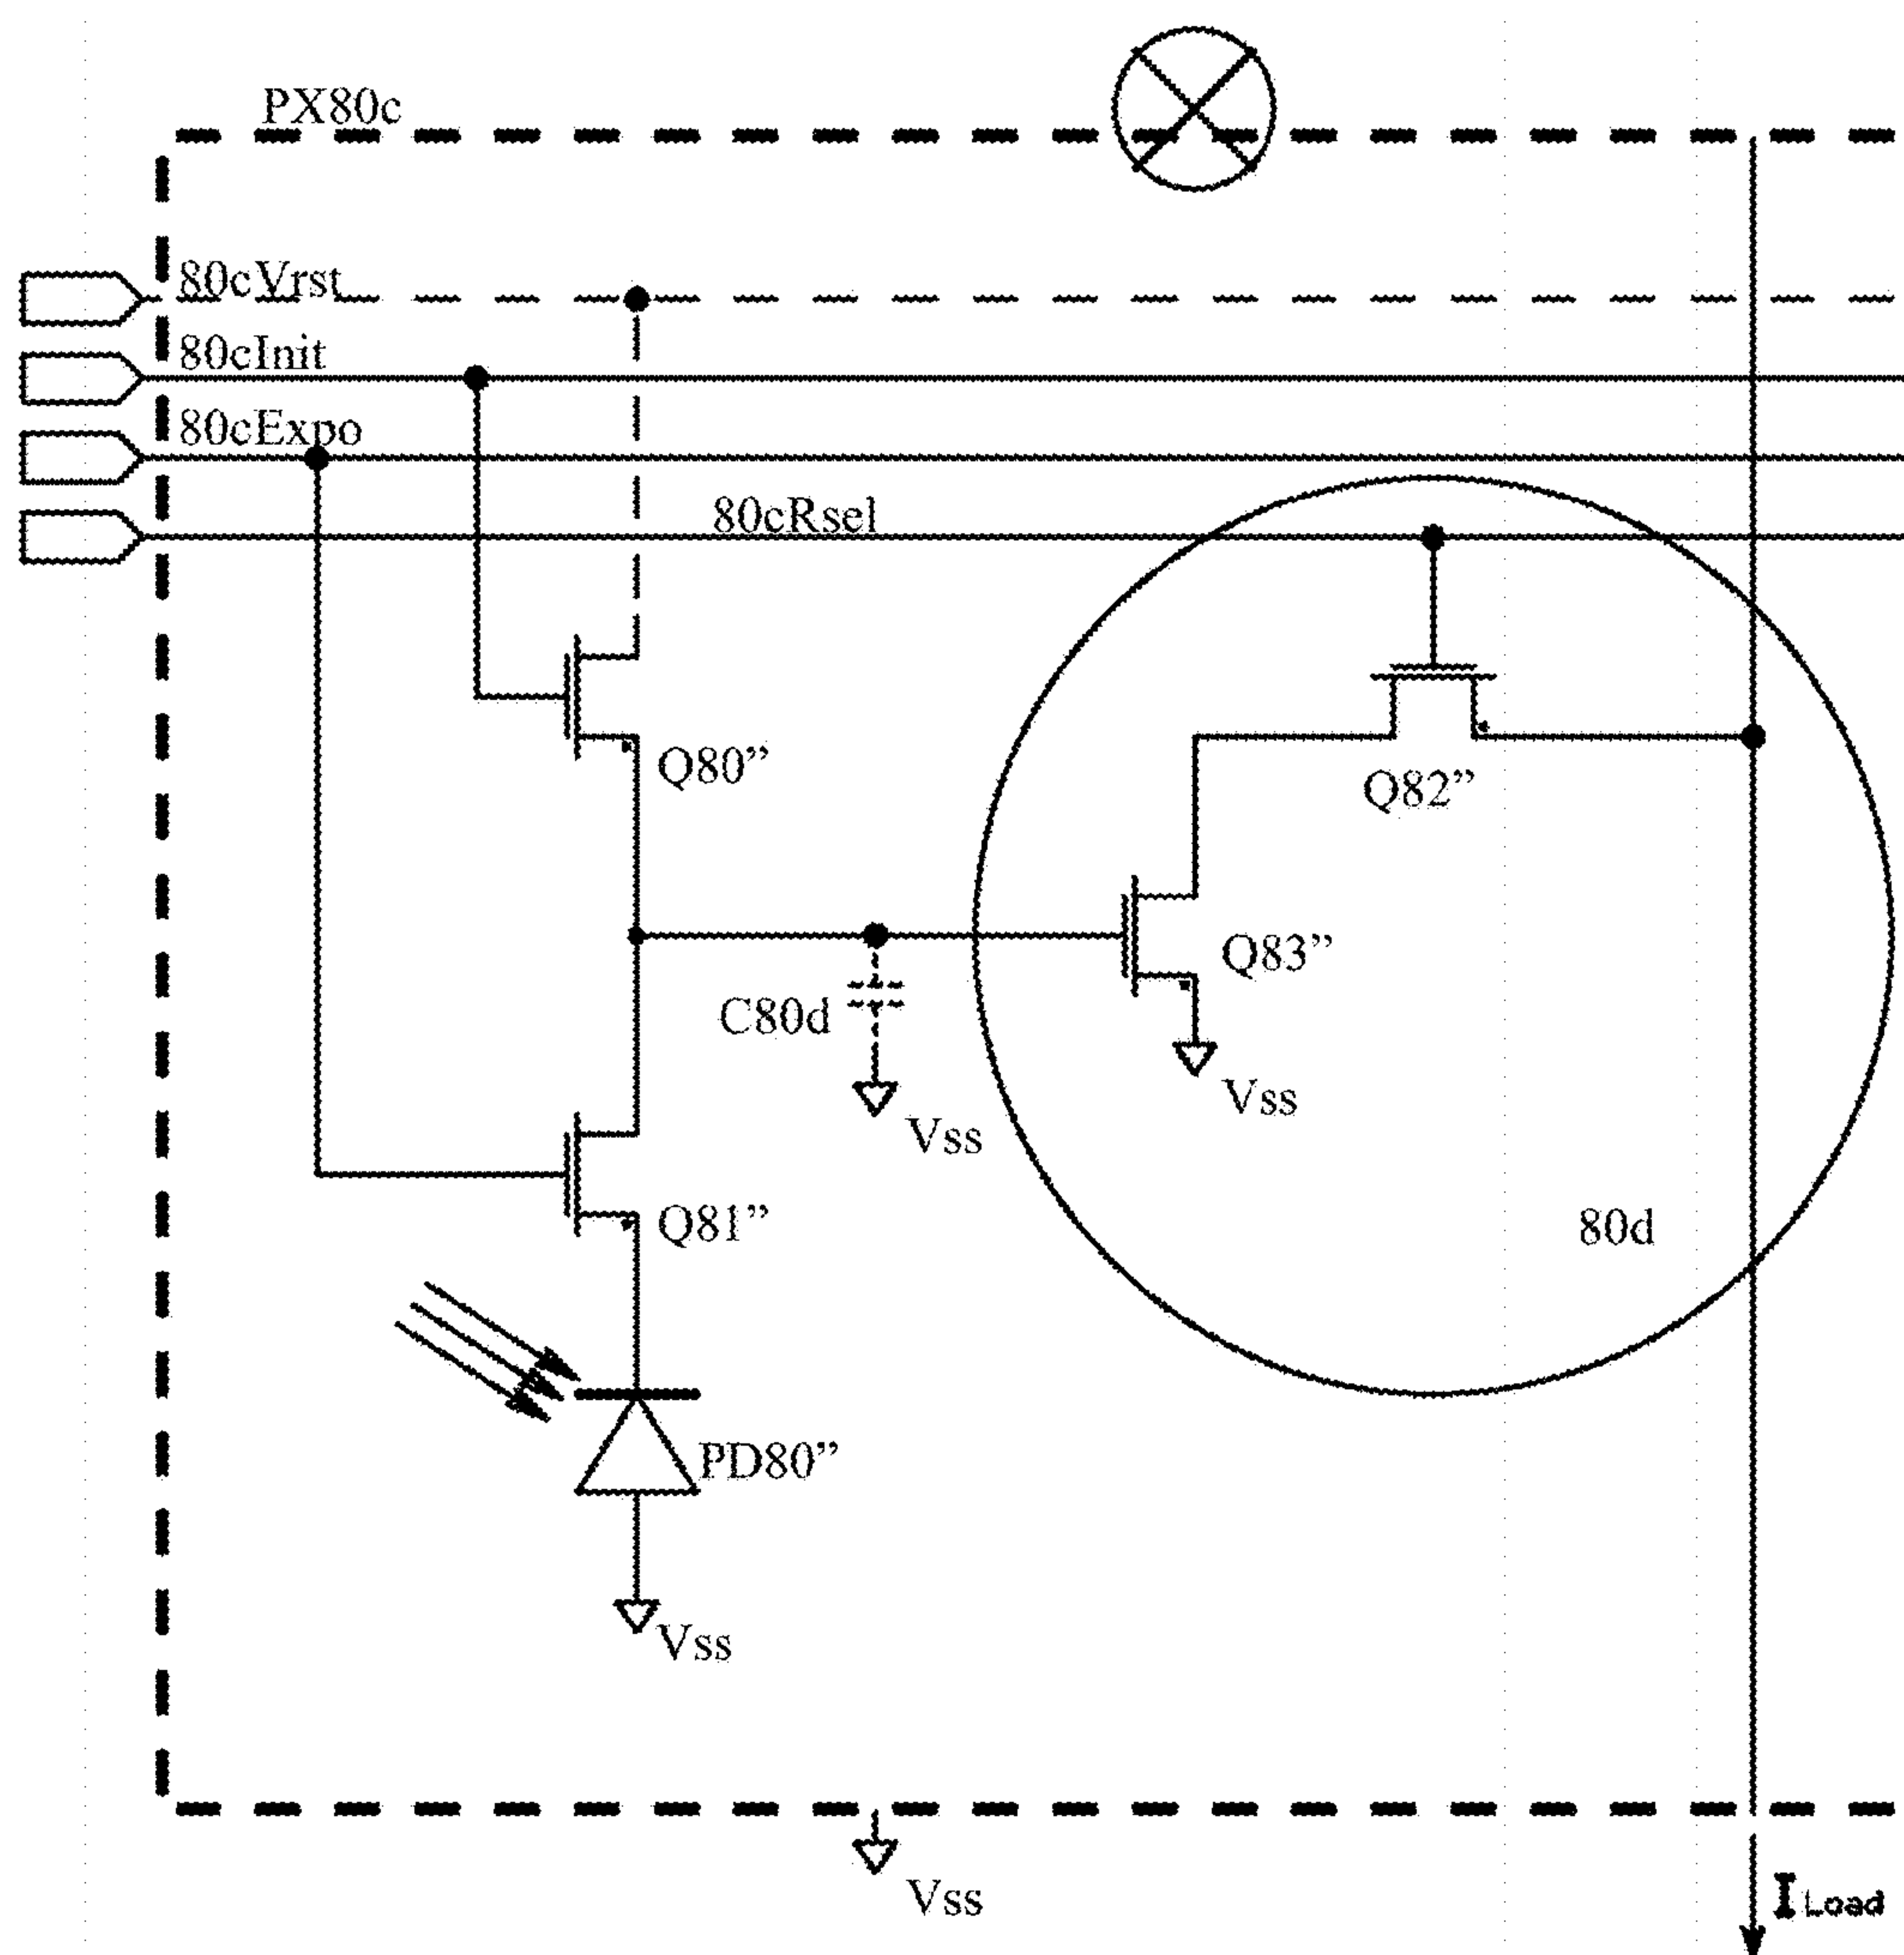 PX80c
80cVrst
80cInit
80cExpo
80cRsel
Q80”
Q82”
Q83”
C80d
Vss
Vss
Q81”
80d
PD80”
Vss
Vss
I Load